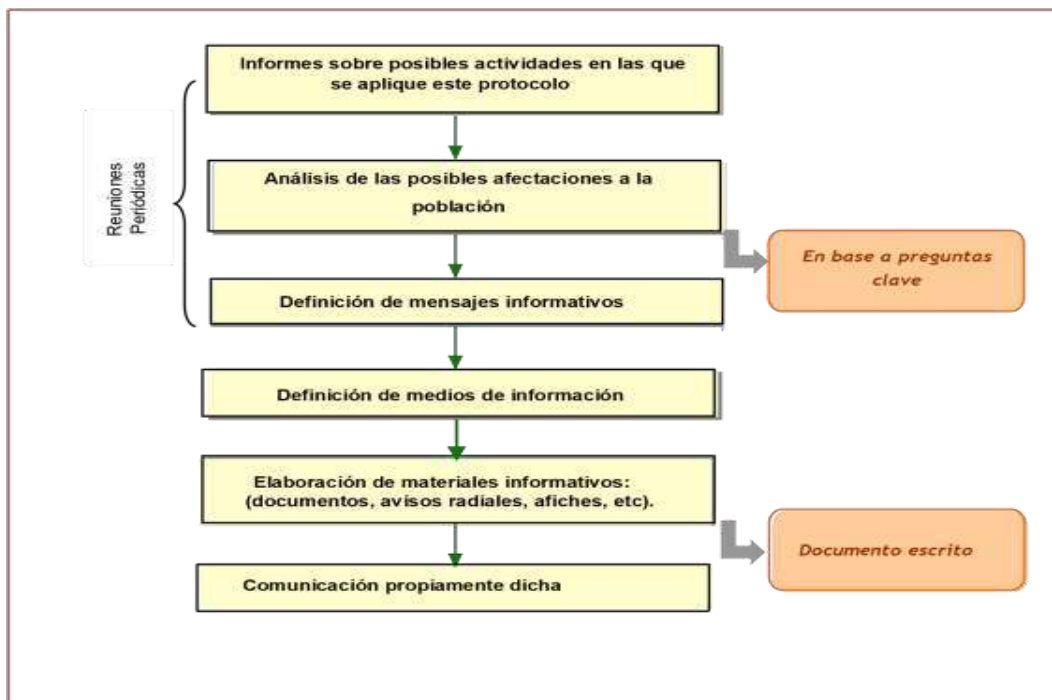 Informes sobre posibles actividades en las que
se aplique este protocolo
Reuniones
Periódicas
Análisis de las posibles afectaciones a la
población
En base a preguntas
clave
Definición de mensajes informativos
Definición de medios de información
Elaboración de materiales informativos:
(documentos, avisos radiales, afiches, etc).
Documento escrito
Comunicación propiamente dicha